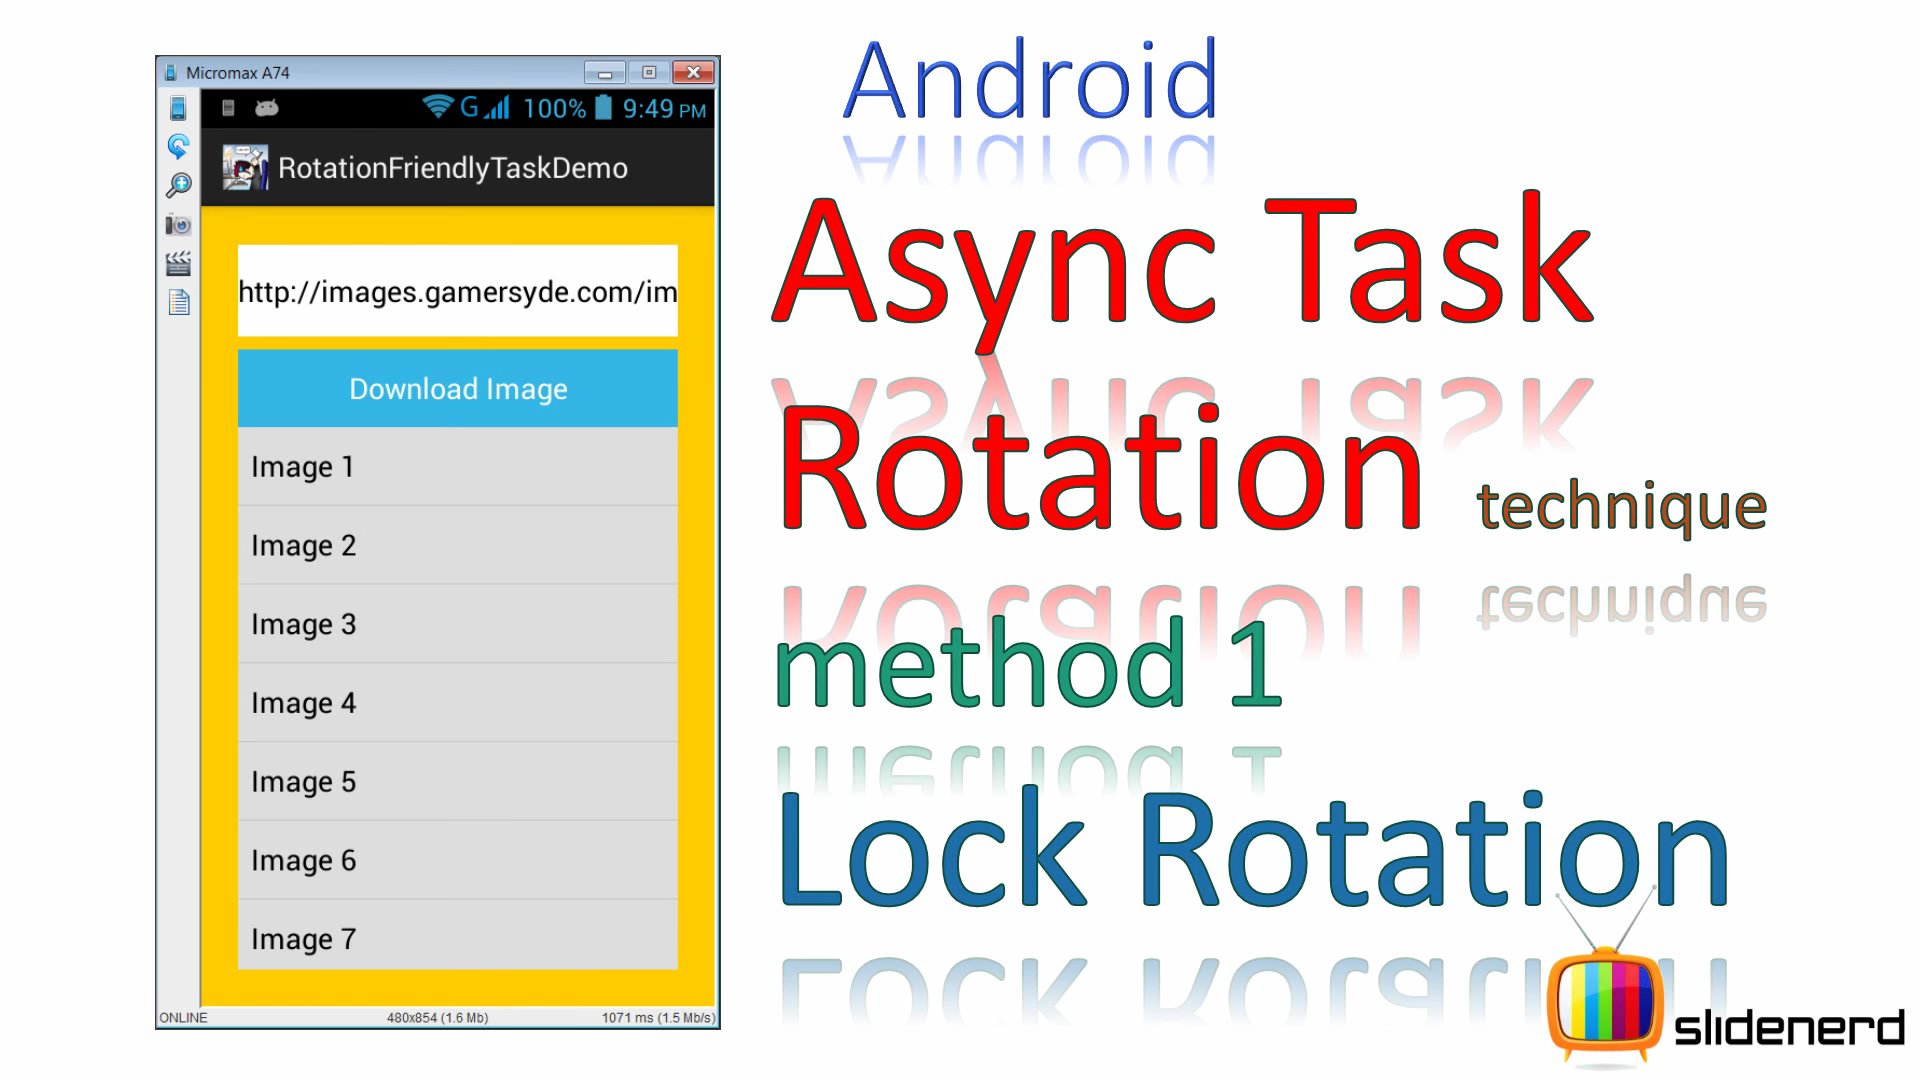 Micromax A74
G 100% 9:49 PM
RotationFriendlyTaskDemo
http://images.gamersyde.com/im
Download Image
Image 1
Image 2
Image 3
Image 4
Image 5
Image 6
Image 7
ONLINE 480x854 (1.6 Mb) 1071 ms (1.5 Mb/s)
Android
Async Task
Rotation technique
method 1
Lock Rotation
slidenerd